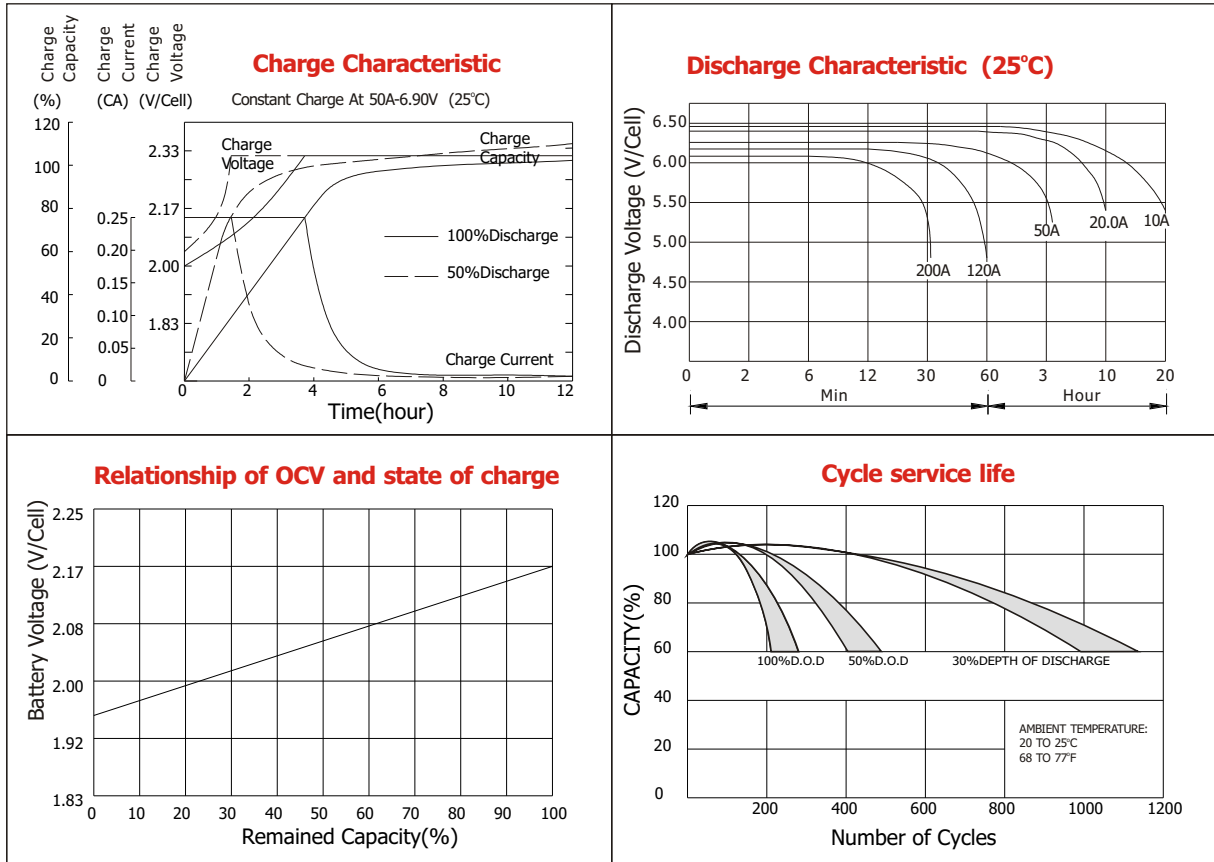 Charge Capacity
Charge Current
Charge Voltage
(%) (CA) (V/Cell)
Charge Characteristic
Constant Charge At 50A-6.90V (25°C)
120
100
80
60
40
20
0
0.25
0.20
0.15
0.10
0.05
0
2.33
2.17
2.00
1.83
Charge Voltage
Charge Capacity
100%Discharge
50%Discharge
Charge Current
0 2 4 6 8 10 12
Time(hour)
Discharge Characteristic (25°C)
Discharge Voltage (V/Cell)
6.50
6.00
5.50
5.00
4.50
4.00
200A 120A 50A 20.0A 10A
0 2 6 12 30 60 3 10 20
Min Hour
Relationship of OCV and state of charge
Battery Voltage (V/Cell)
2.25
2.17
2.08
2.00
1.92
1.83
0 10 20 30 40 50 60 70 80 90 100
Remained Capacity(%)
Cycle service life
CAPACITY(%)
120
100
80
60
40
20
0
100%D.O.D 50%D.O.D 30%DEPTH OF DISCHARGE
AMBIENT TEMPERATURE:
20 TO 25°C
68 TO 77°F
200 400 600 800 1000 1200
Number of Cycles